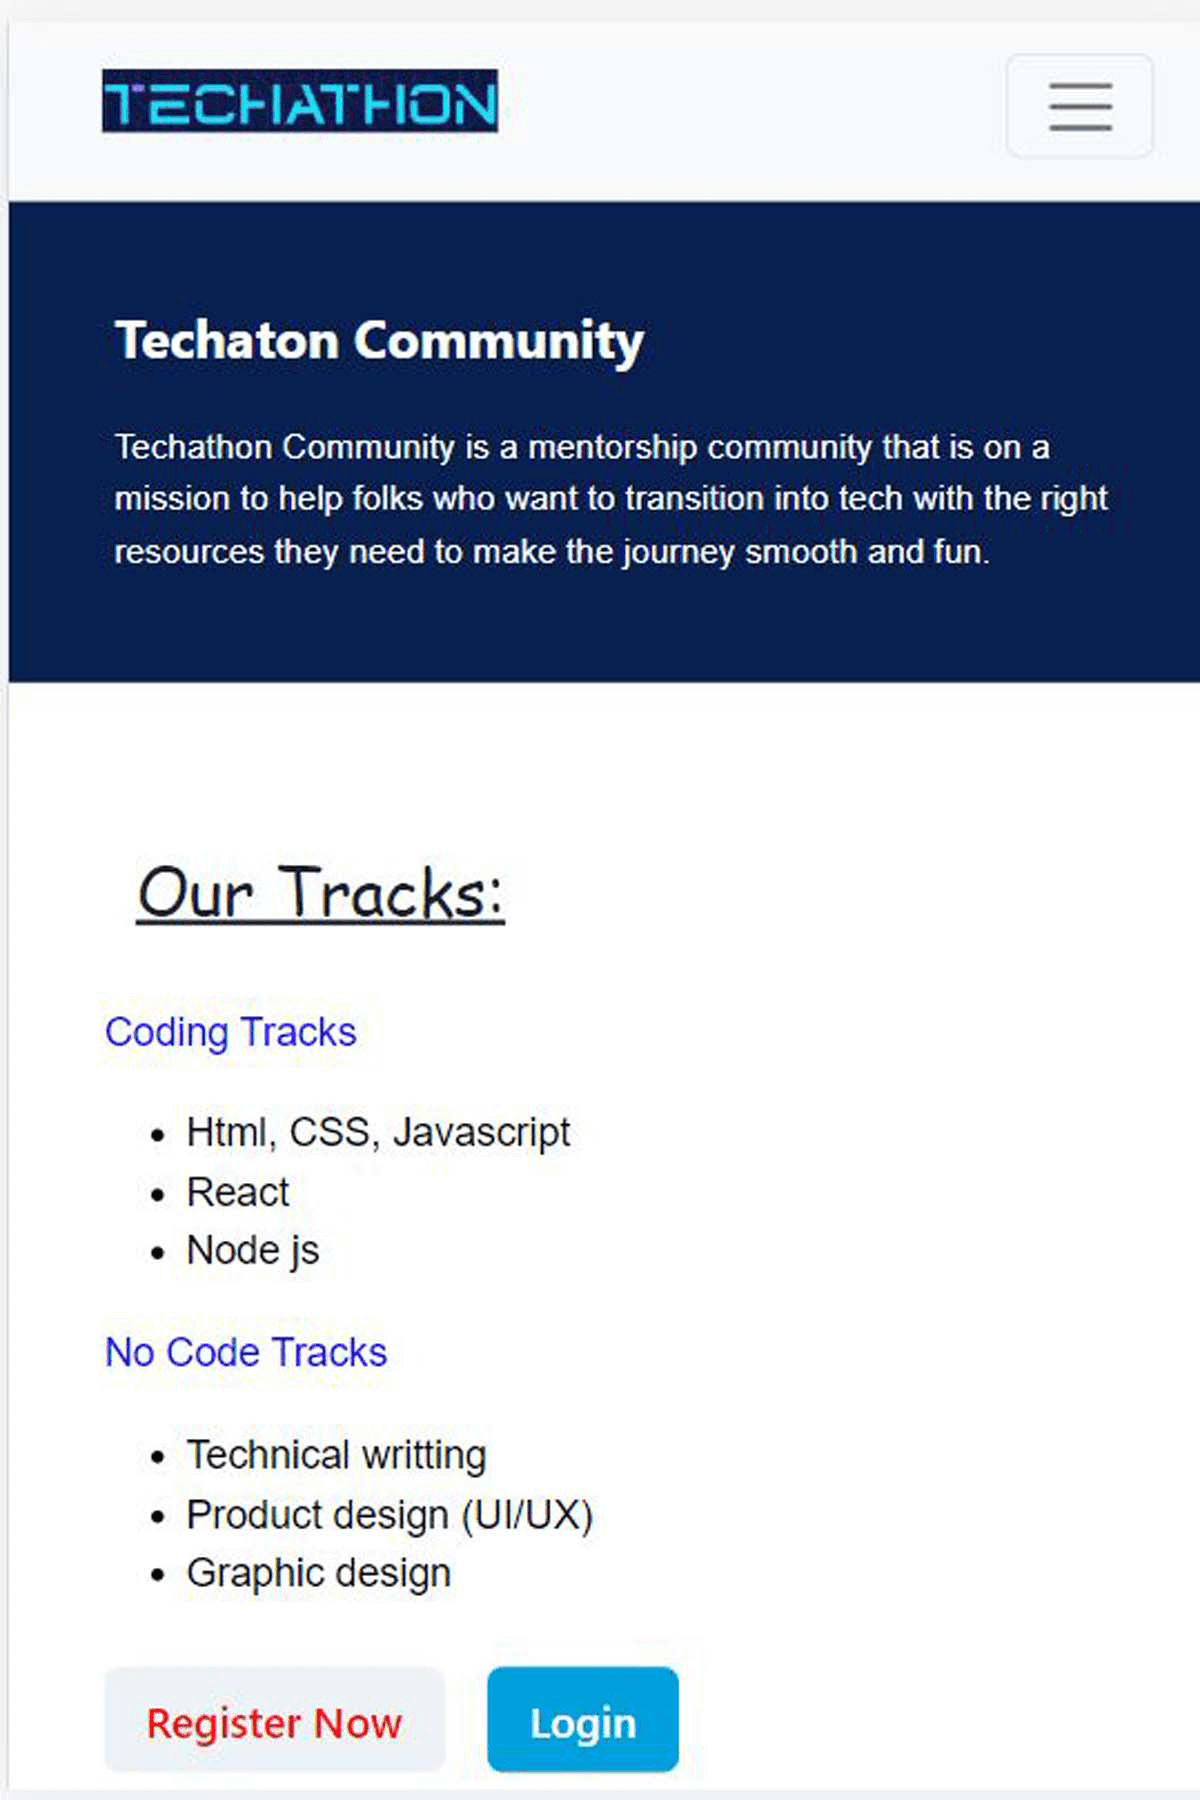 TECHATHON
Techaton Community
Techathon Community is a mentorship community that is on a
mission to help folks who want to transition into tech with the right
resources they need to make the journey smooth and fun.
Our Tracks:
Coding Tracks
• Html, CSS, Javascript
• React
• Node js
No Code Tracks
• Technical writting
• Product design (UI/UX)
• Graphic design
Register Now
Login